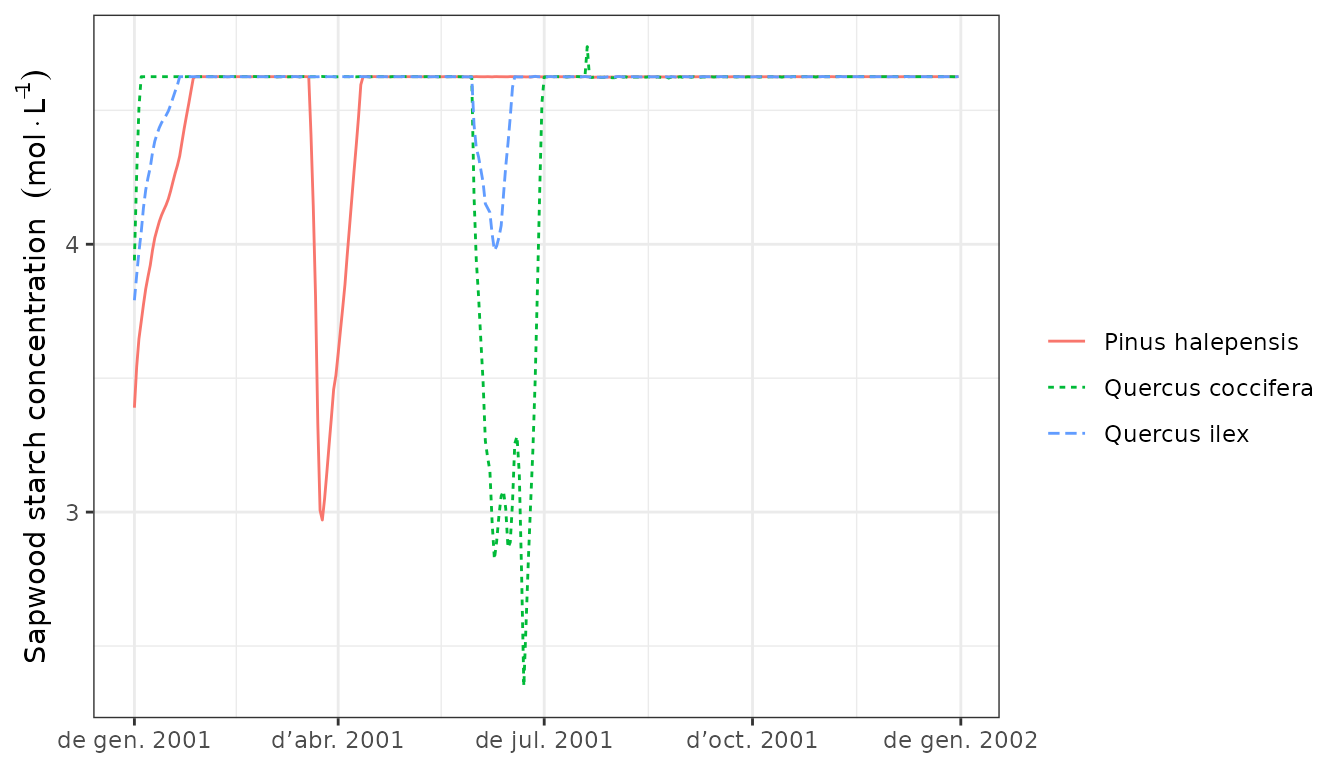 Sapwood starch concentration (mol·L⁻¹)
4
3
de gen. 2001
d’abr. 2001
de jul. 2001
d’oct. 2001
de gen. 2002
Pinus halepensis
Quercus coccifera
Quercus ilex